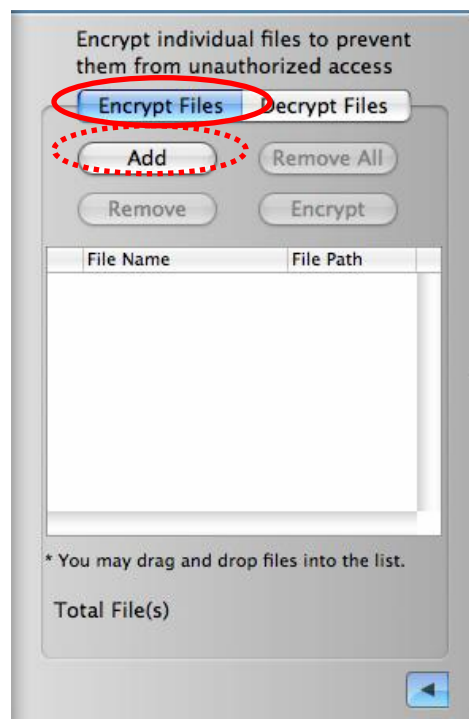 Encrypt individual files to prevent
them from unauthorized access
Encrypt Files Decrypt Files
Add Remove All
Remove Encrypt
File Name File Path
* You may drag and drop files into the list.
Total File(s)